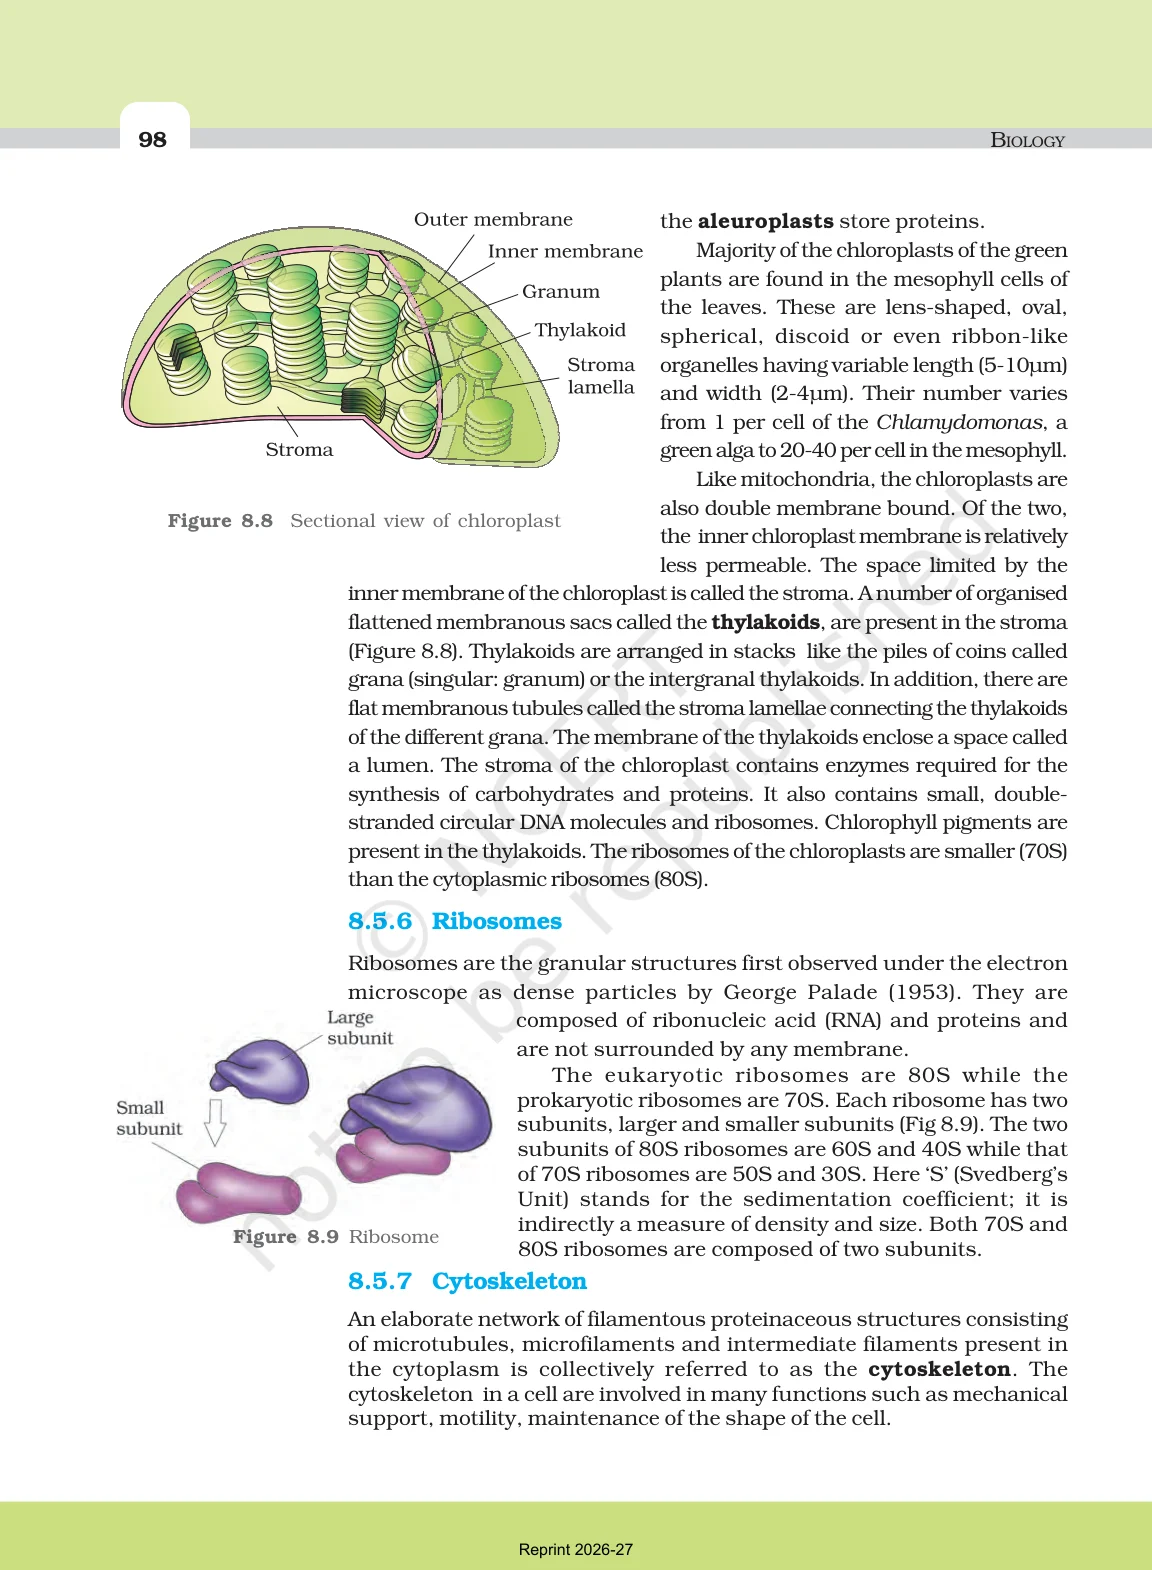 98
BIOLOGY
Outer membrane
Inner membrane
Granum
Thylakoid
Stroma
lamella
Stroma
Figure 8.8 Sectional view of chloroplast
the aleuroplasts store proteins.
Majority of the chloroplasts of the green
plants are found in the mesophyll cells of
the leaves. These are lens-shaped, oval,
spherical, discoid or even ribbon-like
organelles having variable length (5-10µm)
and width (2-4µm). Their number varies
from 1 per cell of the Chlamydomonas, a
green alga to 20-40 per cell in the mesophyll.
Like mitochondria, the chloroplasts are
also double membrane bound. Of the two,
the inner chloroplast membrane is relatively
less permeable. The space limited by the
inner membrane of the chloroplast is called the stroma. A number of organised
flattened membranous sacs called the thylakoids, are present in the stroma
(Figure 8.8). Thylakoids are arranged in stacks like the piles of coins called
grana (singular: granum) or the intergranal thylakoids. In addition, there are
flat membranous tubules called the stroma lamellae connecting the thylakoids
of the different grana. The membrane of the thylakoids enclose a space called
a lumen. The stroma of the chloroplast contains enzymes required for the
synthesis of carbohydrates and proteins. It also contains small, double-
stranded circular DNA molecules and ribosomes. Chlorophyll pigments are
present in the thylakoids. The ribosomes of the chloroplasts are smaller (70S)
than the cytoplasmic ribosomes (80S).
8.5.6 Ribosomes
Ribosomes are the granular structures first observed under the electron
microscope as dense particles by George Palade (1953). They are
composed of ribonucleic acid (RNA) and proteins and
are not surrounded by any membrane.
The eukaryotic ribosomes are 80S while the
prokaryotic ribosomes are 70S. Each ribosome has two
subunits, larger and smaller subunits (Fig 8.9). The two
subunits of 80S ribosomes are 60S and 40S while that
of 70S ribosomes are 50S and 30S. Here ‘S’ (Svedberg’s
Unit) stands for the sedimentation coefficient; it is
indirectly a measure of density and size. Both 70S and
80S ribosomes are composed of two subunits.
Large
subunit
Small
subunit
Figure 8.9 Ribosome
8.5.7 Cytoskeleton
An elaborate network of filamentous proteinaceous structures consisting
of microtubules, microfilaments and intermediate filaments present in
the cytoplasm is collectively referred to as the cytoskeleton. The
cytoskeleton in a cell are involved in many functions such as mechanical
support, motility, maintenance of the shape of the cell.
© NCERT
not to be republished
Reprint 2026-27